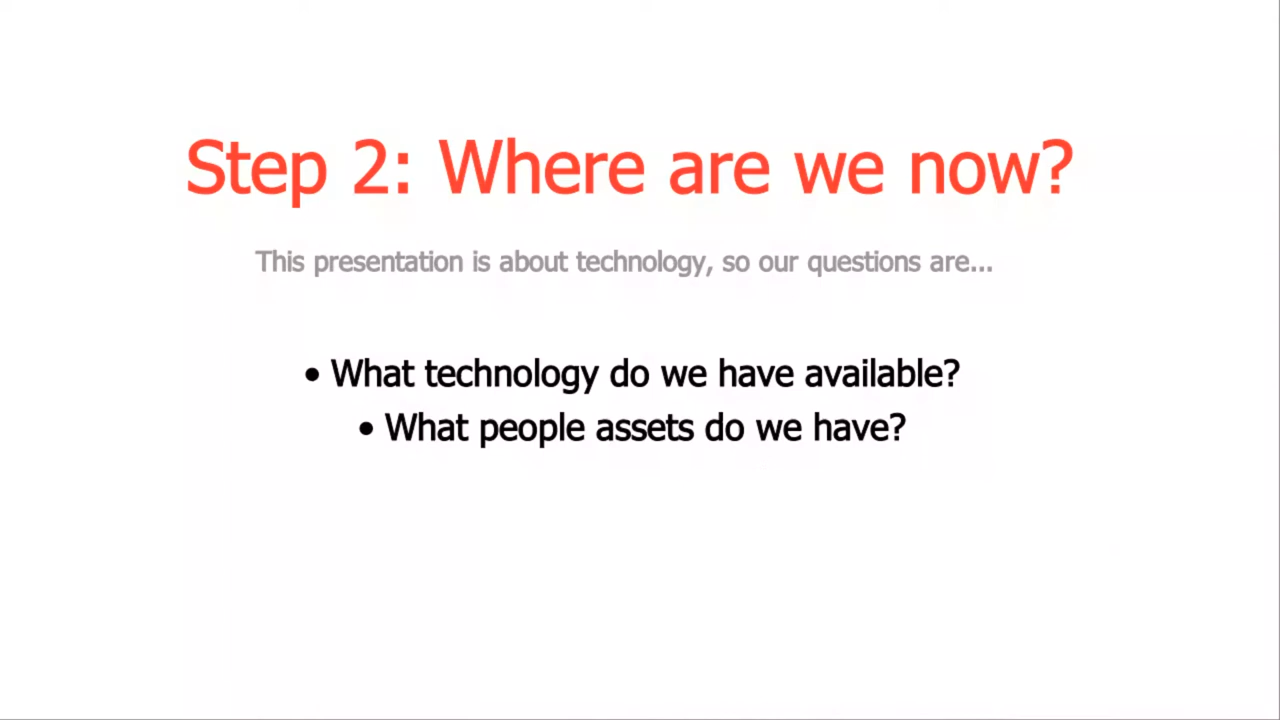 Step 2: Where are we now?
This presentation is about technology, so our questions are...
• What technology do we have available?
• What people assets do we have?